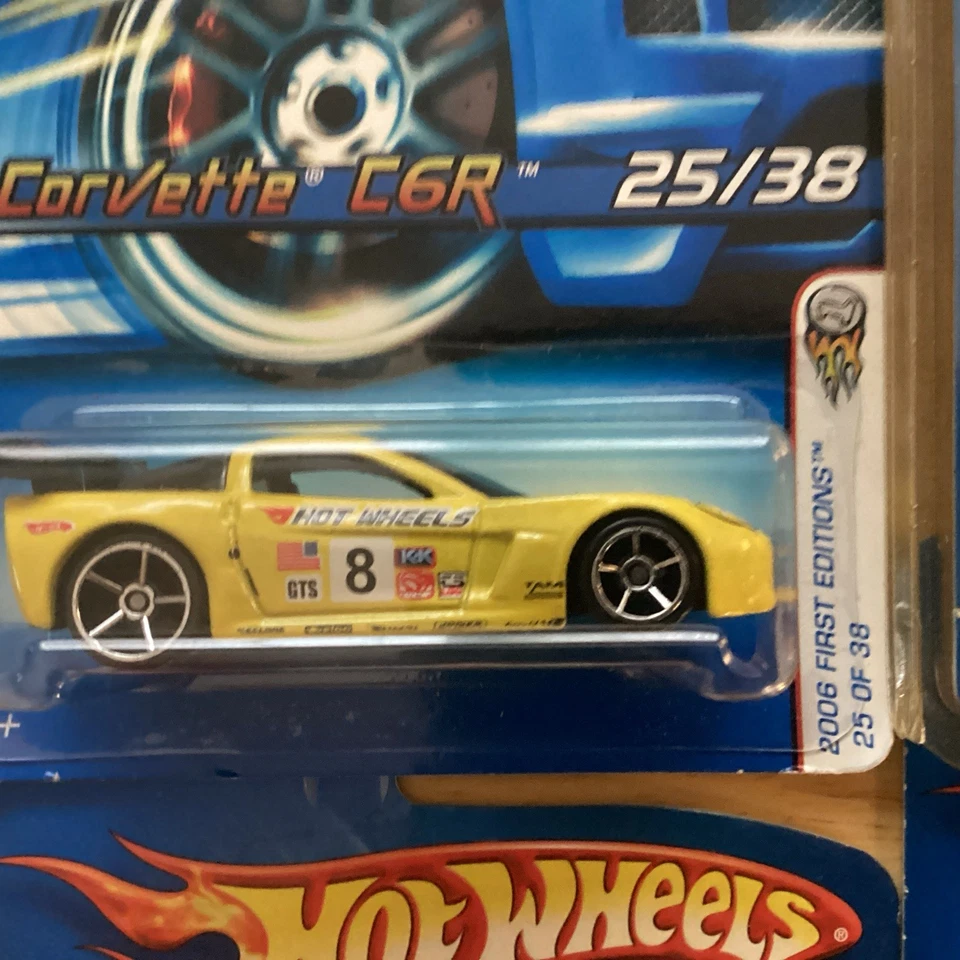 Corvette® C6R™ 25/38
HOT WHEELS
GTS
8
K&K
2006 FIRST EDITIONS™
25 OF 38
+
HOT WHEELS®